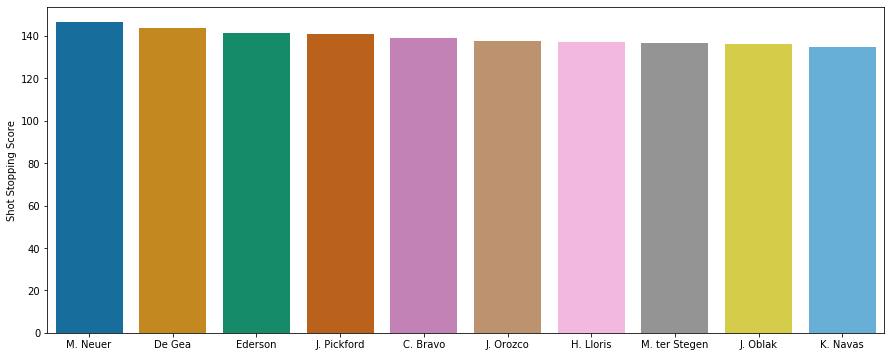 Shot Stopping Score
140
120
100
80
60
40
20
0
M. Neuer
De Gea
Ederson
J. Pickford
C. Bravo
J. Orozco
H. Lloris
M. ter Stegen
J. Oblak
K. Navas